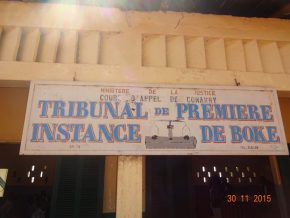 MINISTERE DE LA JUSTICE
COUR D'APPEL DE CONAKRY
TRIBUNAL DE PREMIERE
INSTANCE DE BOKE
30 11 2015